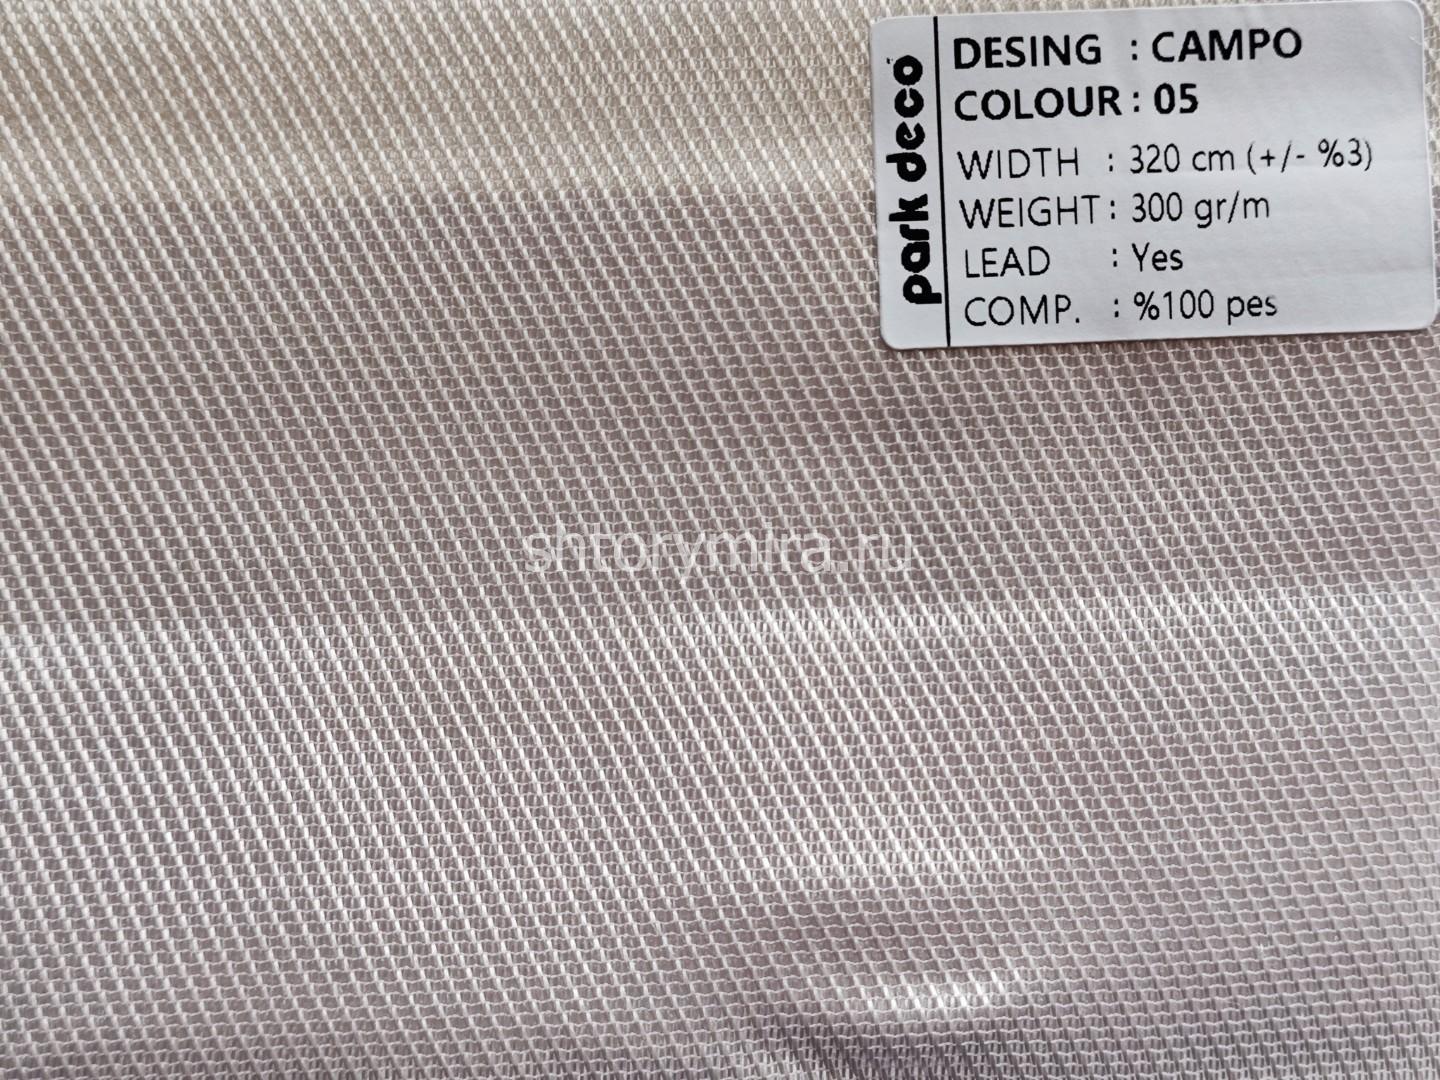 park deco
DESING : CAMPO
COLOUR : 05
WIDTH : 320 cm (+/- %3)
WEIGHT : 300 gr/m
LEAD : Yes
COMP. : %100 pes
shtorymira.ru